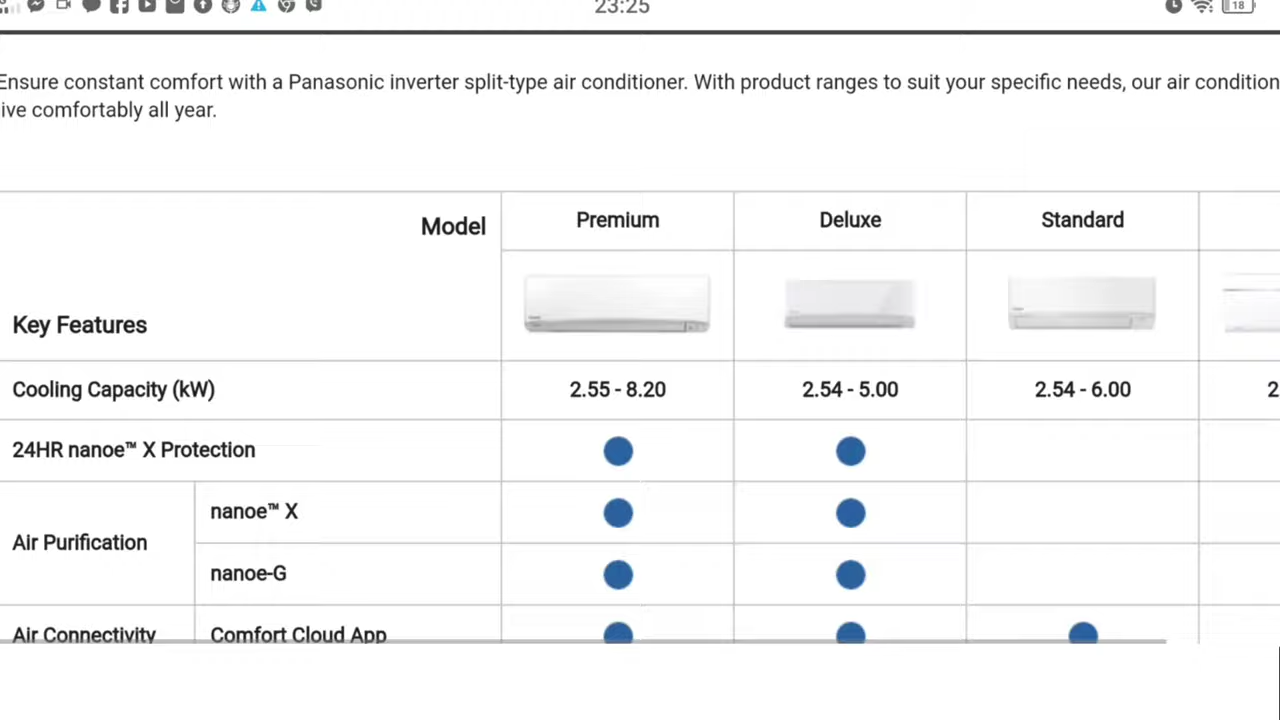 23:25
18
Ensure constant comfort with a Panasonic inverter split-type air conditioner. With product ranges to suit your specific needs, our air condition
ive comfortably all year.
Model
Premium
Deluxe
Standard
Key Features
Cooling Capacity (kW)
2.55 - 8.20
2.54 - 5.00
2.54 - 6.00
2.
24HR nanoe™ X Protection
Air Purification
nanoe™ X
nanoe-G
Air Connectivity
Comfort Cloud App